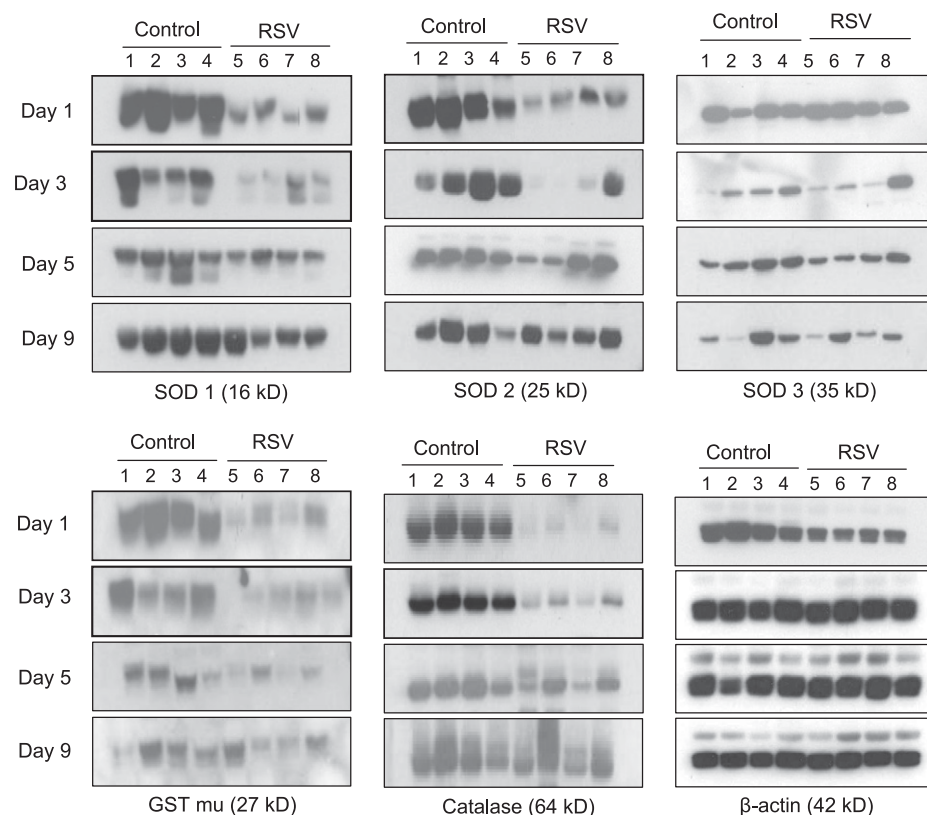 Control RSV
1 2 3 4 5 6 7 8
Day 1
Day 3
Day 5
Day 9
SOD 1 (16 kD)
Control RSV
1 2 3 4 5 6 7 8
SOD 2 (25 kD)
Control RSV
1 2 3 4 5 6 7 8
SOD 3 (35 kD)
Control RSV
1 2 3 4 5 6 7 8
Day 1
Day 3
Day 5
Day 9
GST mu (27 kD)
Control RSV
1 2 3 4 5 6 7 8
Catalase (64 kD)
Control RSV
1 2 3 4 5 6 7 8
β-actin (42 kD)